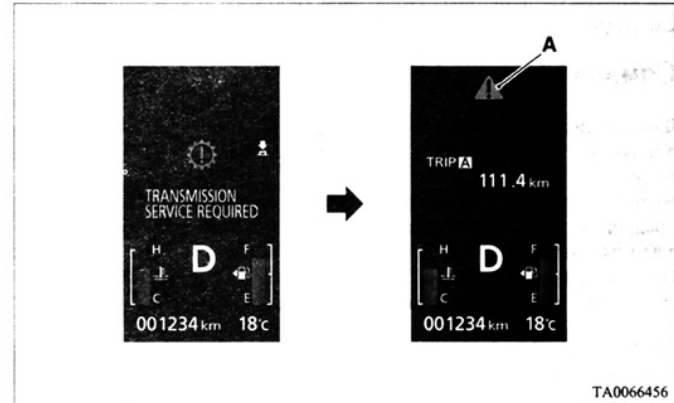 A
TRIP A
111.4 km
TRANSMISSION
SERVICE REQUIRED
H
D
F
C
E
001234 km 18°C
H
D
F
C
E
001234 km 18°C
TA0066456